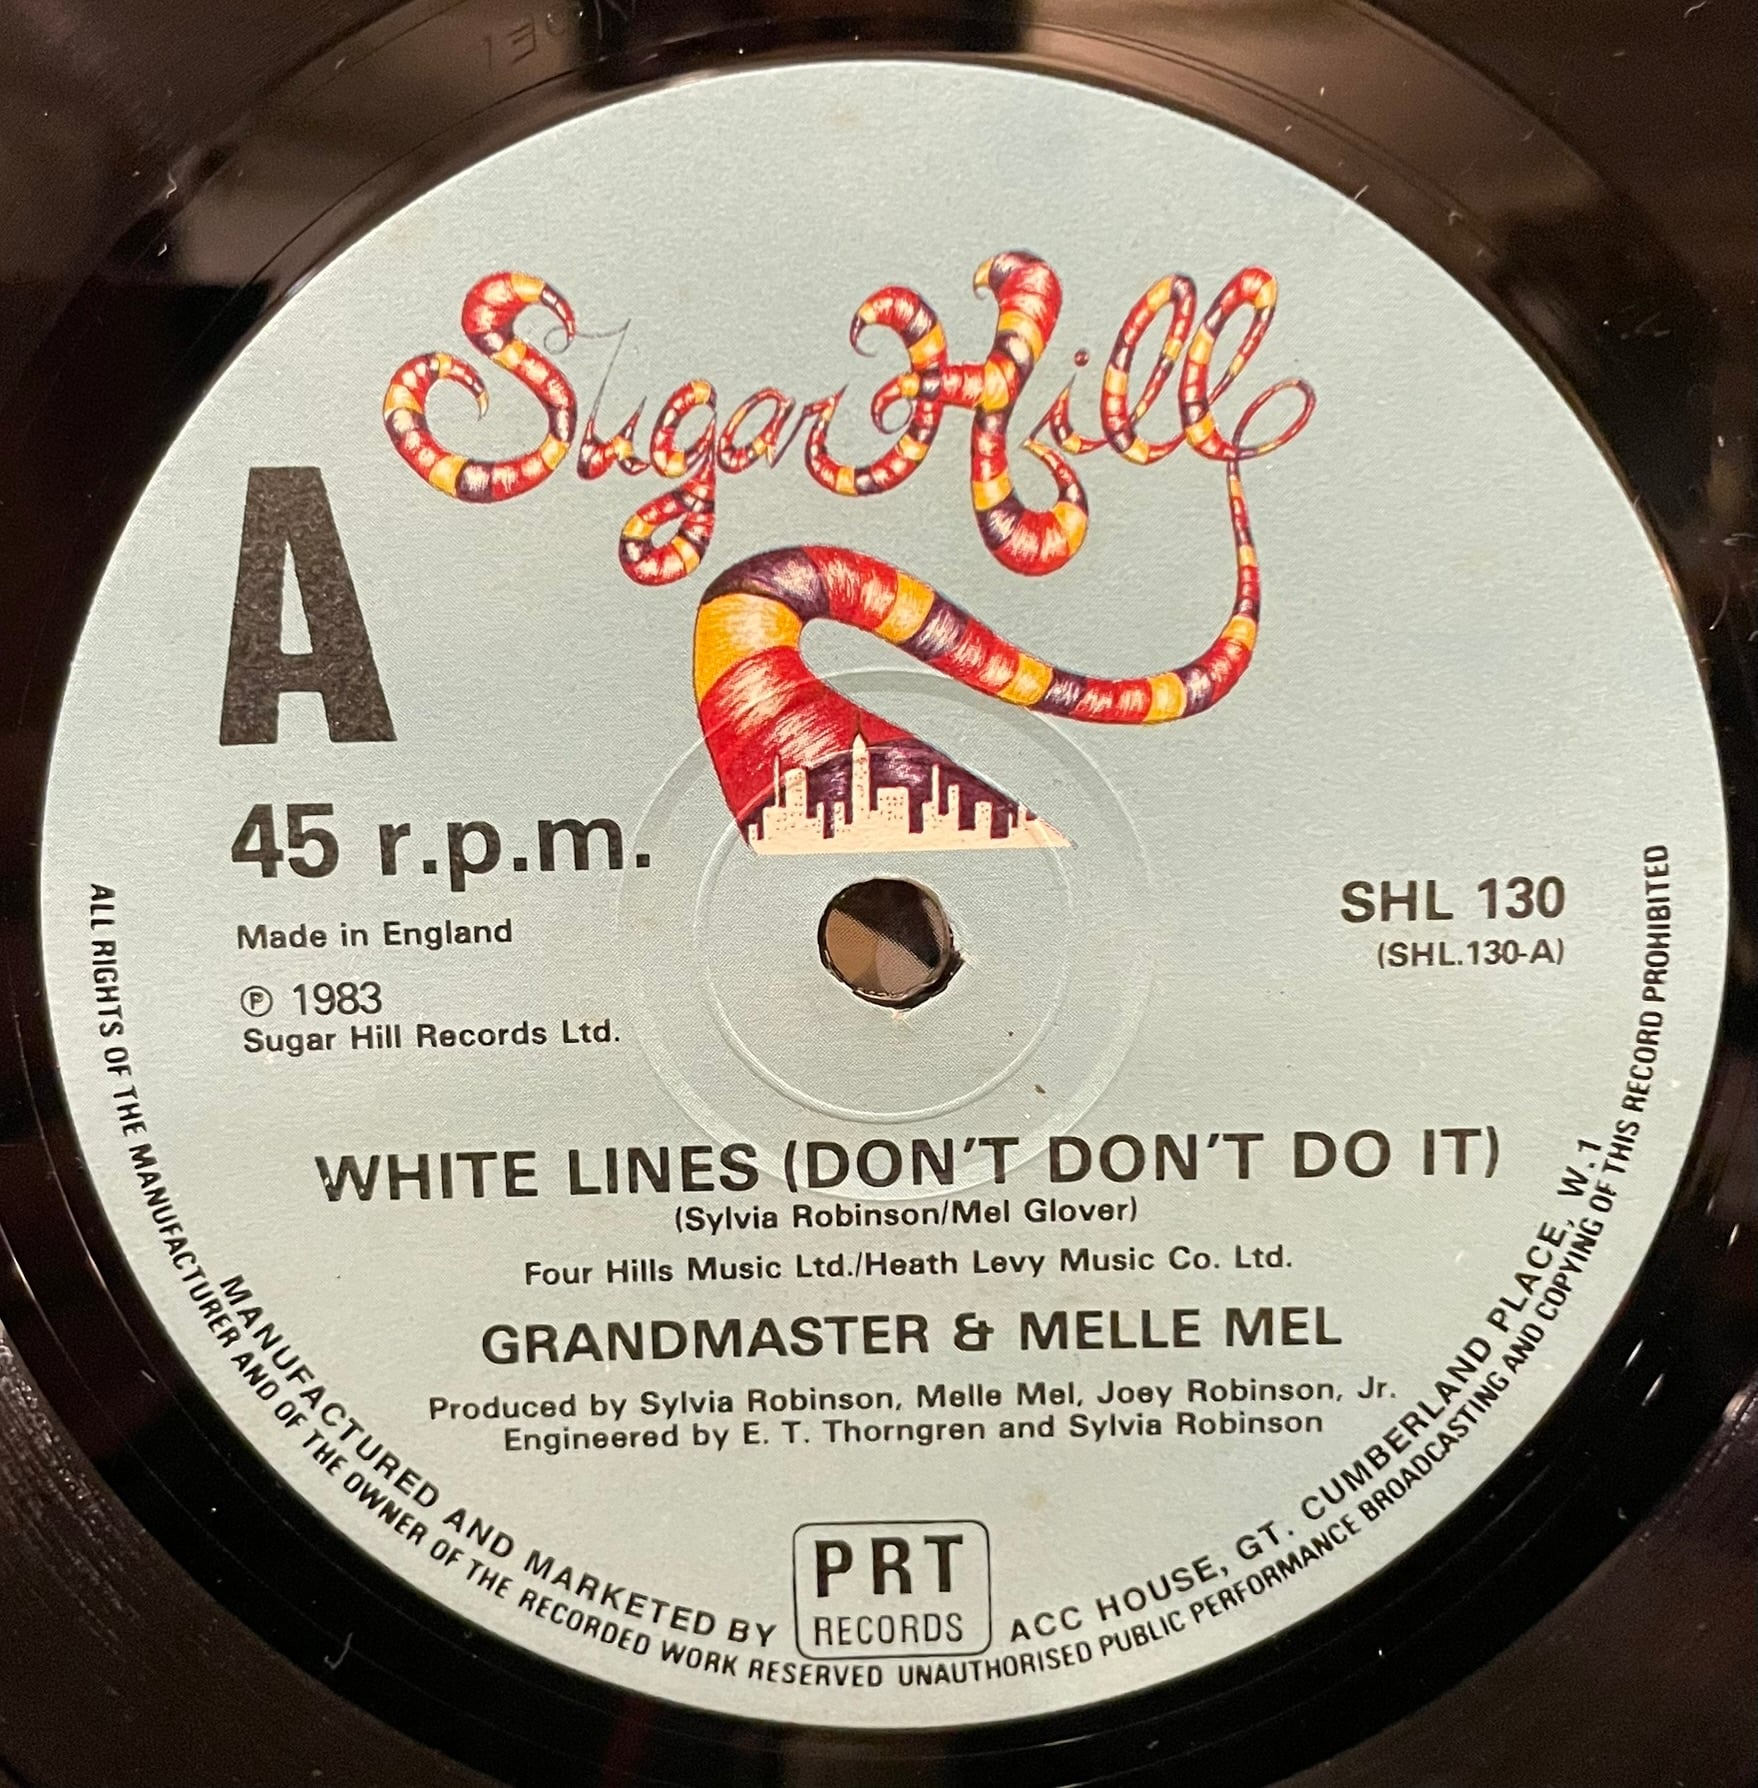 Sugar Hill
A
45 r.p.m.
Made in England
℗ 1983
Sugar Hill Records Ltd.
SHL 130
(SHL.130-A)
WHITE LINES (DON'T DON'T DO IT)
(Sylvia Robinson/Mel Glover)
Four Hills Music Ltd./Heath Levy Music Co. Ltd.
GRANDMASTER & MELLE MEL
Produced by Sylvia Robinson, Melle Mel, Joey Robinson, Jr.
Engineered by E. T. Thorngren and Sylvia Robinson
MANUFACTURED AND MARKETED BY PRT RECORDS ACC HOUSE, GT. CUMBERLAND PLACE, W.1
ALL RIGHTS OF THE MANUFACTURER AND OF THE OWNER OF THE RECORDED WORK RESERVED UNAUTHORISED PUBLIC PERFORMANCE BROADCASTING AND COPYING OF THIS RECORD PROHIBITED